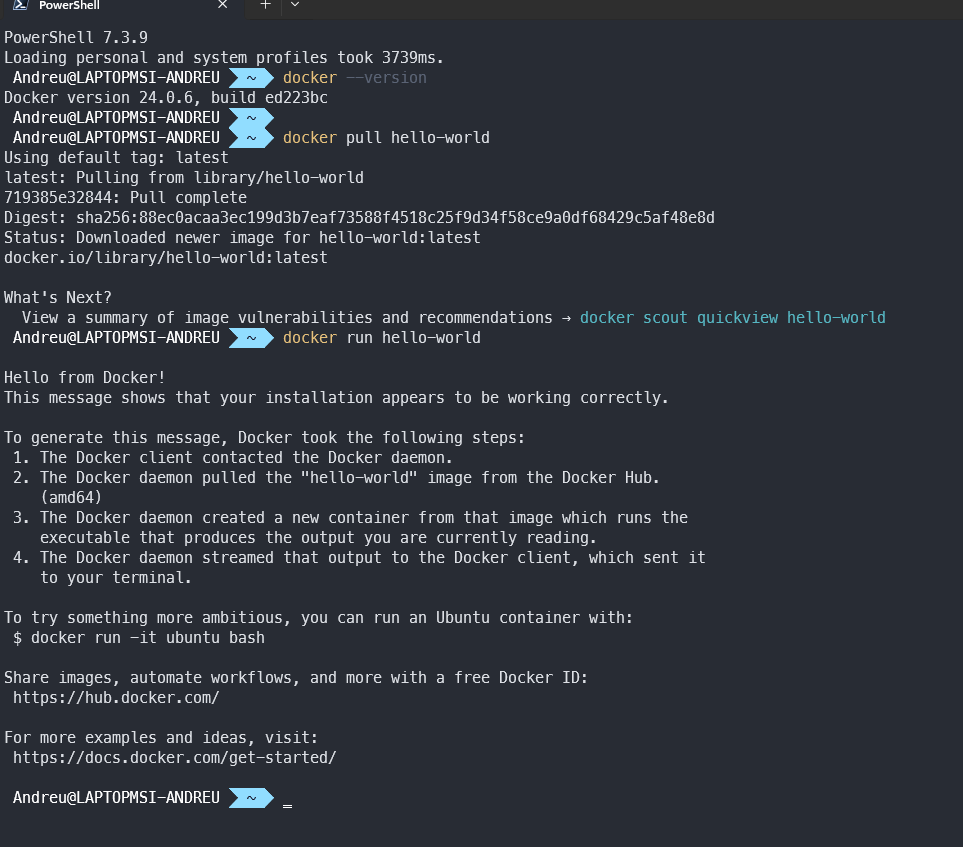 PowerShell
PowerShell 7.3.9
Loading personal and system profiles took 3739ms.
Andreu@LAPTOPMSI-ANDREU ~ docker --version
Docker version 24.0.6, build ed223bc
Andreu@LAPTOPMSI-ANDREU ~
Andreu@LAPTOPMSI-ANDREU ~ docker pull hello-world
Using default tag: latest
latest: Pulling from library/hello-world
719385e32844: Pull complete
Digest: sha256:88ec0acaa3ec199d3b7eaf73588f4518c25f9d34f58ce9a0df68429c5af48e8d
Status: Downloaded newer image for hello-world:latest
docker.io/library/hello-world:latest
What's Next?
View a summary of image vulnerabilities and recommendations → docker scout quickview hello-world
Andreu@LAPTOPMSI-ANDREU ~ docker run hello-world
Hello from Docker!
This message shows that your installation appears to be working correctly.
To generate this message, Docker took the following steps:
1. The Docker client contacted the Docker daemon.
2. The Docker daemon pulled the "hello-world" image from the Docker Hub.
(amd64)
3. The Docker daemon created a new container from that image which runs the
executable that produces the output you are currently reading.
4. The Docker daemon streamed that output to the Docker client, which sent it
to your terminal.
To try something more ambitious, you can run an Ubuntu container with:
$ docker run -it ubuntu bash
Share images, automate workflows, and more with a free Docker ID:
https://hub.docker.com/
For more examples and ideas, visit:
https://docs.docker.com/get-started/
Andreu@LAPTOPMSI-ANDREU ~ _